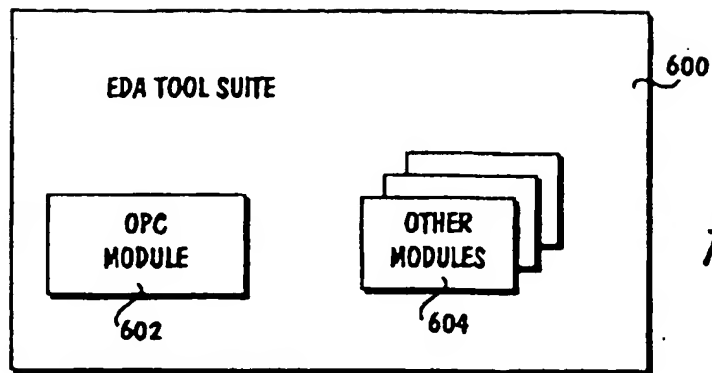 EDA TOOL SUITE
600
OPC
MODULE
602
OTHER
MODULES
604